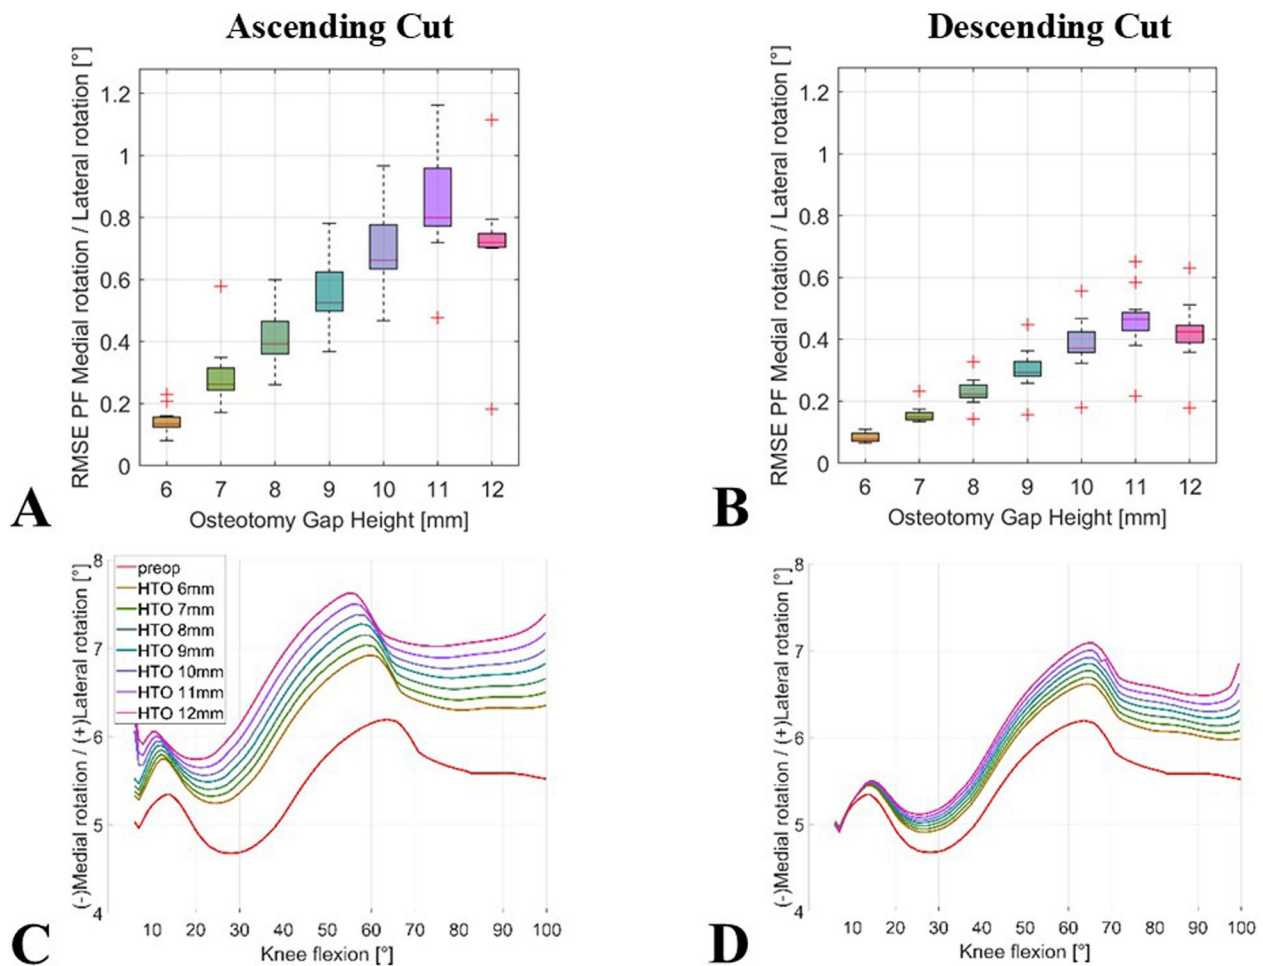 Ascending Cut
Descending Cut
RMSE PF Medial rotation / Lateral rotation [°]
1.2
1
0.8
0.6
0.4
0.2
0
6 7 8 9 10 11 12
Osteotomy Gap Height [mm]
A
RMSE PF Medial rotation / Lateral rotation [°]
1.2
1
0.8
0.6
0.4
0.2
0
6 7 8 9 10 11 12
Osteotomy Gap Height [mm]
B
(-)Medial rotation / (+)Lateral rotation [°]
8
7
6
5
4
preop
HTO 6mm
HTO 7mm
HTO 8mm
HTO 9mm
HTO 10mm
HTO 11mm
HTO 12mm
10 20 30 40 50 60 70 80 90 100
Knee flexion [°]
C
(-)Medial rotation / (+)Lateral rotation [°]
8
7
6
5
4
10 20 30 40 50 60 70 80 90 100
Knee flexion [°]
D